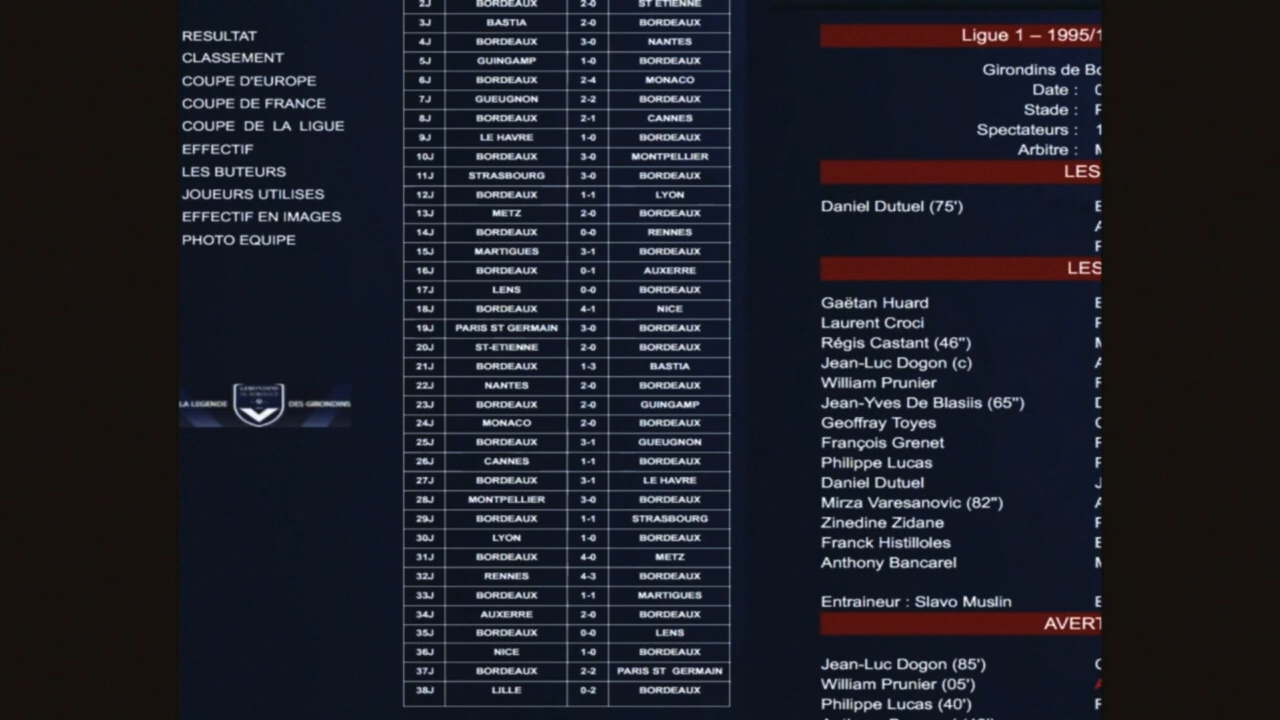 RESULTAT
CLASSEMENT
COUPE D'EUROPE
COUPE DE FRANCE
COUPE DE LA LIGUE
EFFECTIF
LES BUTEURS
JOUEURS UTILISES
EFFECTIF EN IMAGES
PHOTO EQUIPE
LA LEGENDE DES GIRONDINS
2J BORDEAUX 2-0 ST ETIENNE
3J BASTIA 2-0 BORDEAUX
4J BORDEAUX 3-0 NANTES
5J GUINGAMP 1-0 BORDEAUX
6J BORDEAUX 2-4 MONACO
7J GUEUGNON 2-2 BORDEAUX
8J BORDEAUX 2-1 CANNES
9J LE HAVRE 1-0 BORDEAUX
10J BORDEAUX 3-0 MONTPELLIER
11J STRASBOURG 3-0 BORDEAUX
12J BORDEAUX 1-1 LYON
13J METZ 2-0 BORDEAUX
14J BORDEAUX 0-0 RENNES
15J MARTIGUES 3-1 BORDEAUX
16J BORDEAUX 0-1 AUXERRE
17J LENS 0-0 BORDEAUX
18J BORDEAUX 4-1 NICE
19J PARIS ST GERMAIN 3-0 BORDEAUX
20J ST-ETIENNE 2-0 BORDEAUX
21J BORDEAUX 1-3 BASTIA
22J NANTES 2-0 BORDEAUX
23J BORDEAUX 2-0 GUINGAMP
24J MONACO 2-0 BORDEAUX
25J BORDEAUX 3-1 GUEUGNON
26J CANNES 1-1 BORDEAUX
27J BORDEAUX 3-1 LE HAVRE
28J MONTPELLIER 3-0 BORDEAUX
29J BORDEAUX 1-1 STRASBOURG
30J LYON 1-0 BORDEAUX
31J BORDEAUX 4-0 METZ
32J RENNES 4-3 BORDEAUX
33J BORDEAUX 1-1 MARTIGUES
34J AUXERRE 2-0 BORDEAUX
35J BORDEAUX 0-0 LENS
36J NICE 1-0 BORDEAUX
37J BORDEAUX 2-2 PARIS ST GERMAIN
38J LILLE 0-2 BORDEAUX
Ligue 1 – 1995/1
Girondins de Bo
Date :
Stade :
Spectateurs : 1
Arbitre :
LES
Daniel Dutuel (75')
LES
Gaëtan Huard
Laurent Croci
Régis Castant (46'')
Jean-Luc Dogon (c)
William Prunier
Jean-Yves De Blasiis (65'')
Geoffray Toyes
François Grenet
Philippe Lucas
Daniel Dutuel
Mirza Varesanovic (82'')
Zinedine Zidane
Franck Histilloles
Anthony Bancarel
Entraineur : Slavo Muslin
AVERT
Jean-Luc Dogon (85')
William Prunier (05')
Philippe Lucas (40')